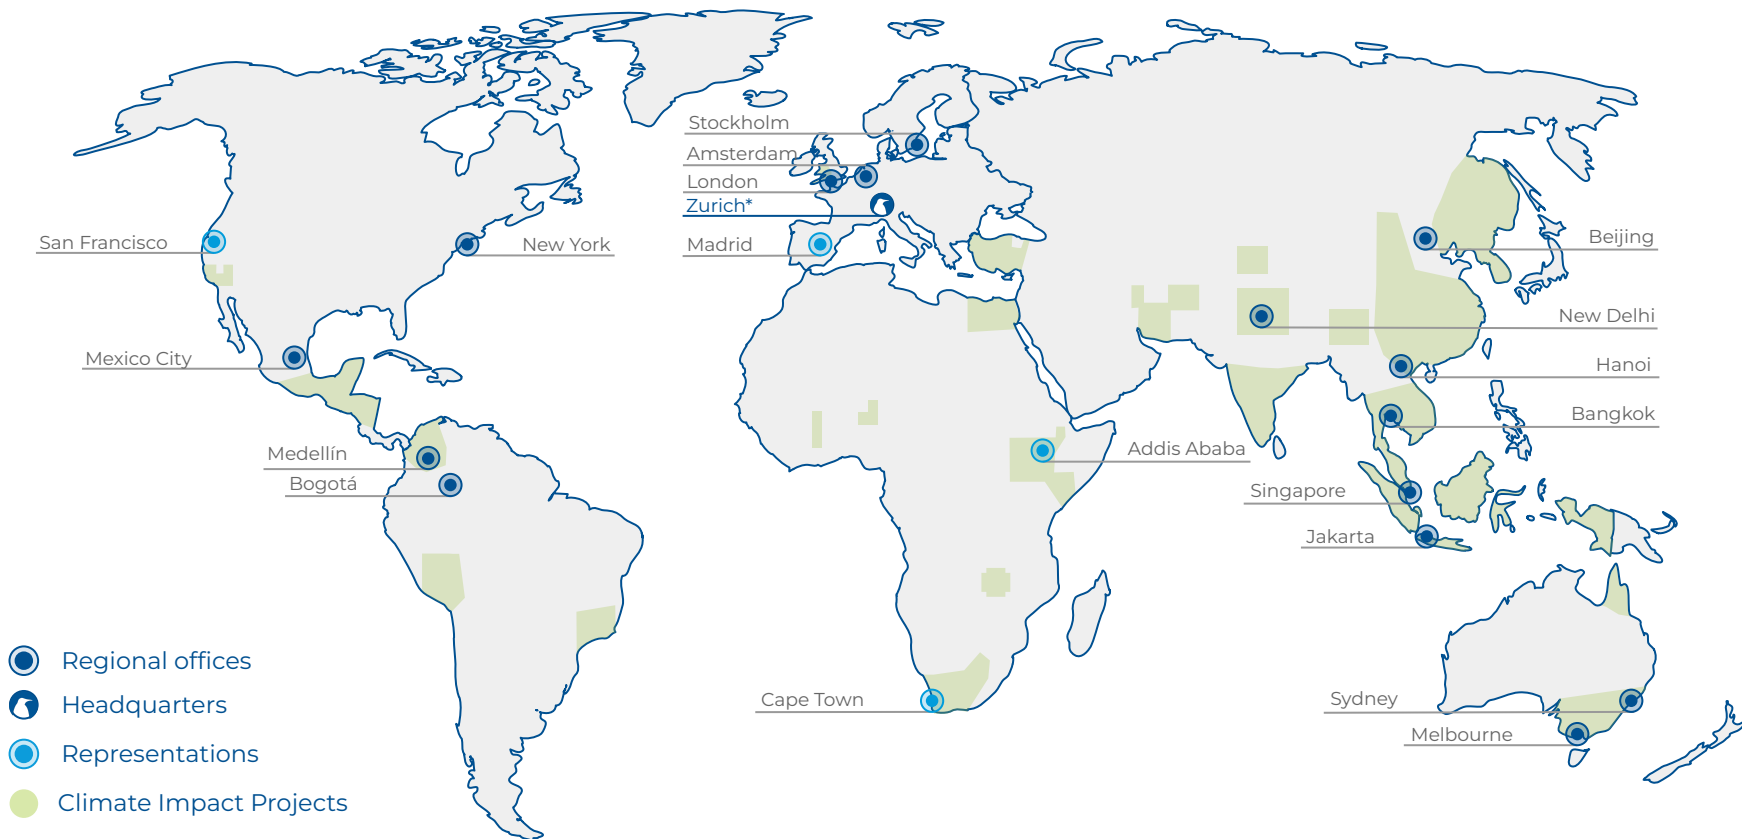 Stockholm
Amsterdam
London
Zurich*
Madrid
San Francisco
New York
Mexico City
Medellín
Bogotá
Beijing
New Delhi
Hanoi
Bangkok
Addis Ababa
Singapore
Jakarta
Cape Town
Sydney
Melbourne
Regional offices
Headquarters
Representations
Climate Impact Projects